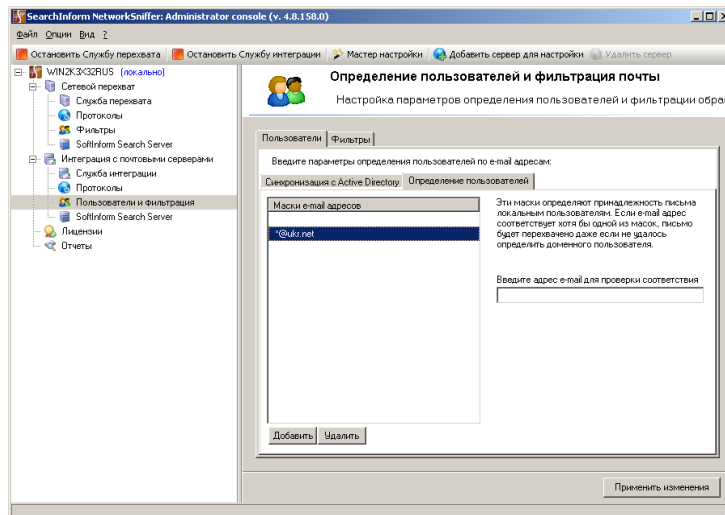 SearchInform NetworkSniffer: Administrator console (v. 4.8.158.0)
Файл Опции Вид ?
Остановить Службу перехвата Остановить Службу интеграции Мастер настройки Добавить сервер для настройки Удалить сервер
WIN2K3X32RUS (локально)
Сетевой перехват
Служба перехвата
Протоколы
Фильтры
SoftInform Search Server
Интеграция с почтовыми серверами
Служба интеграции
Протоколы
Пользователи и фильтрация
SoftInform Search Server
Лицензии
Отчеты
Определение пользователей и фильтрация почты
Настройка параметров определения пользователей и фильтрации обра
Пользователи Фильтры
Введите параметры определения пользователей по e-mail адресам:
Синхронизация с Active Directory Определение пользователей
Маски e-mail адресов
*@ukr.net
Эти маски определяют принадлежность письма
локальным пользователям. Если e-mail адрес
соответствует хотя бы одной из масок, письмо
будет перехвачено даже если не удалось
определить доменного пользователя.
Введите адрес e-mail для проверки соответствия
Добавить Удалить
Применить изменения